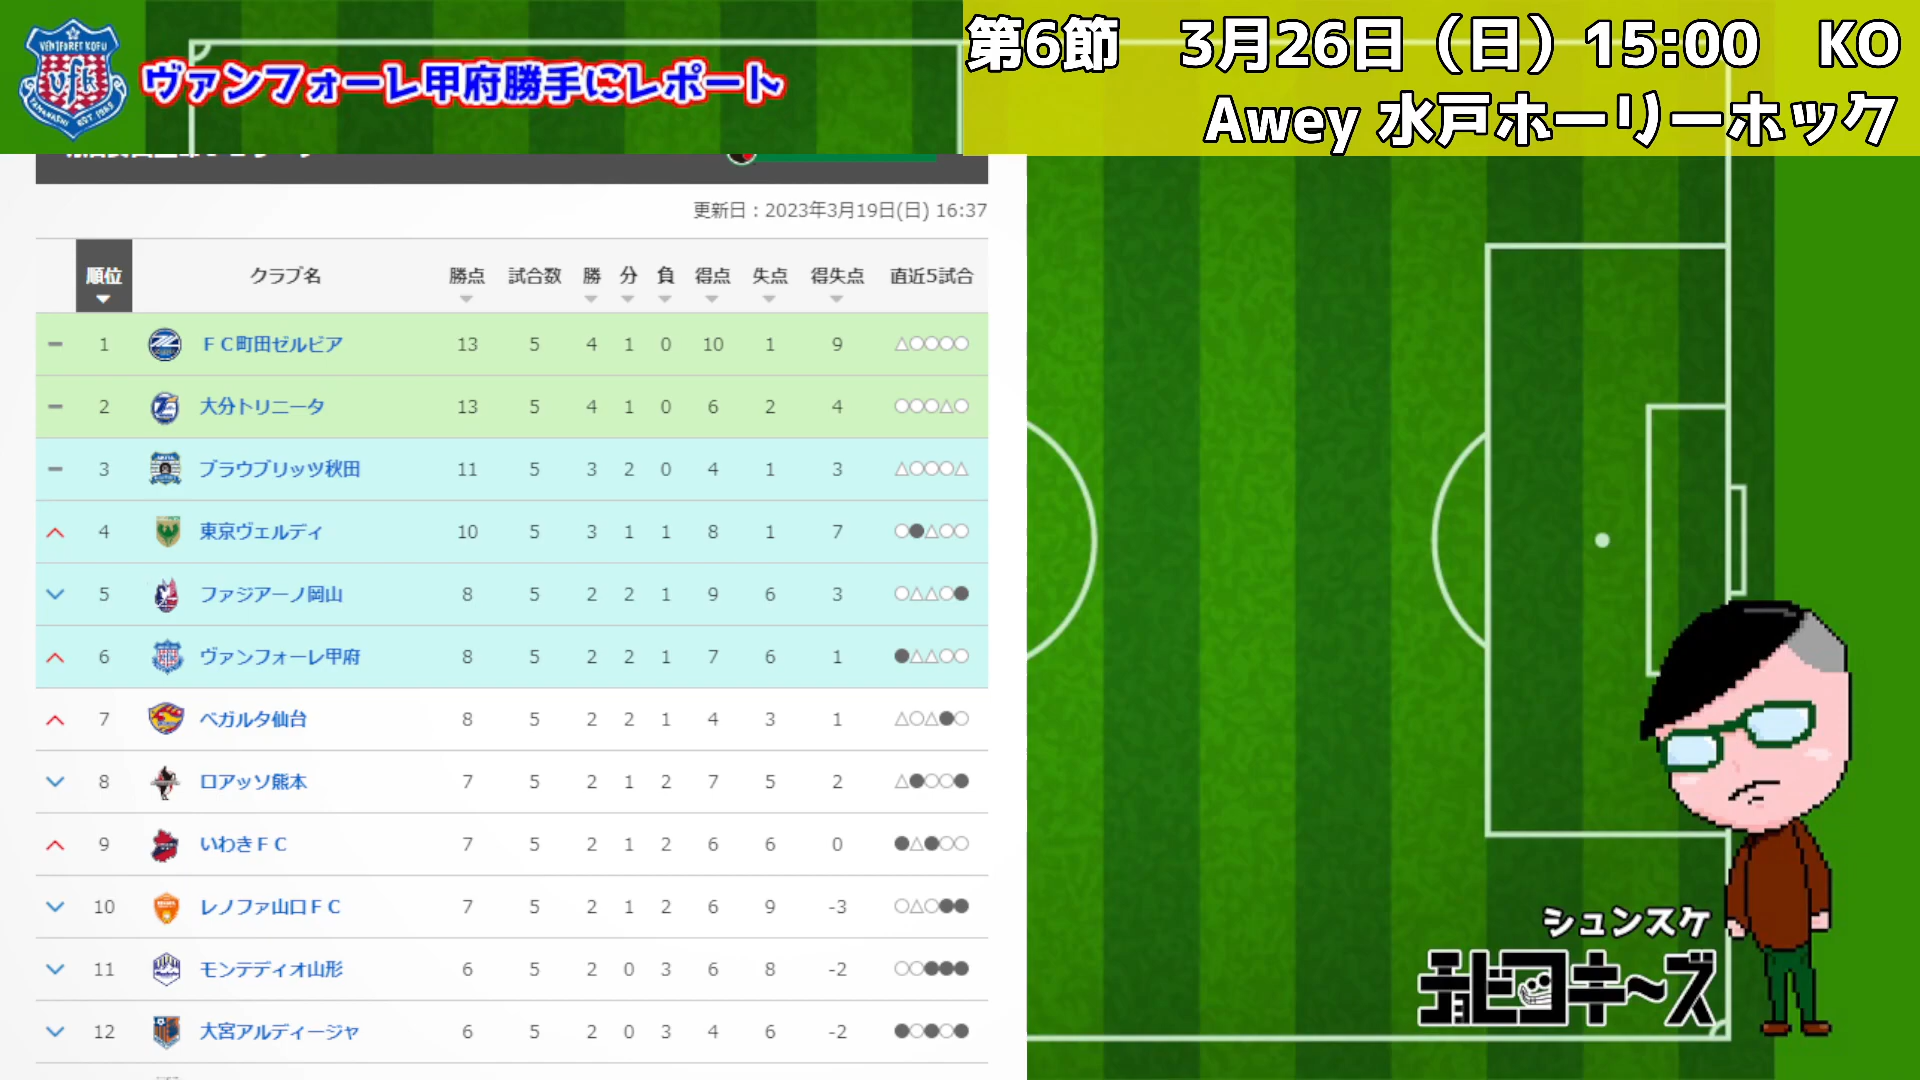 第6節　3月26日（日）15:00　KO
Awey 水戸ホーリーホック
VENTFORET KOFU
vfk
ヴァンフォーレ甲府勝手にレポート
更新日：2023年3月19日(日) 16:37
順位 クラブ名 勝点 試合数 勝 分 負 得点 失点 得失点 直近5試合
1 ＦＣ町田ゼルビア 13 5 4 1 0 10 1 9 △○○○○
2 大分トリニータ 13 5 4 1 0 6 2 4 ○○○△○
3 ブラウブリッツ秋田 11 5 3 2 0 4 1 3 △○○○△
4 東京ヴェルディ 10 5 3 1 1 8 1 7 ○●△○○
5 ファジアーノ岡山 8 5 2 2 1 9 6 3 ○△△○●
6 ヴァンフォーレ甲府 8 5 2 2 1 7 6 1 ●△△○○
7 ベガルタ仙台 8 5 2 2 1 4 3 1 △○△●○
8 ロアッソ熊本 7 5 2 1 2 7 5 2 △●○○●
9 いわきＦＣ 7 5 2 1 2 6 6 0 ●△●○○
10 レノファ山口ＦＣ 7 5 2 1 2 6 9 -3 ○△○●●
11 モンテディオ山形 6 5 2 0 3 6 8 -2 ○○●●●
12 大宮アルディージャ 6 5 2 0 3 4 6 -2 ●○●○●
シュンスケ
チョビヨキ～ズ